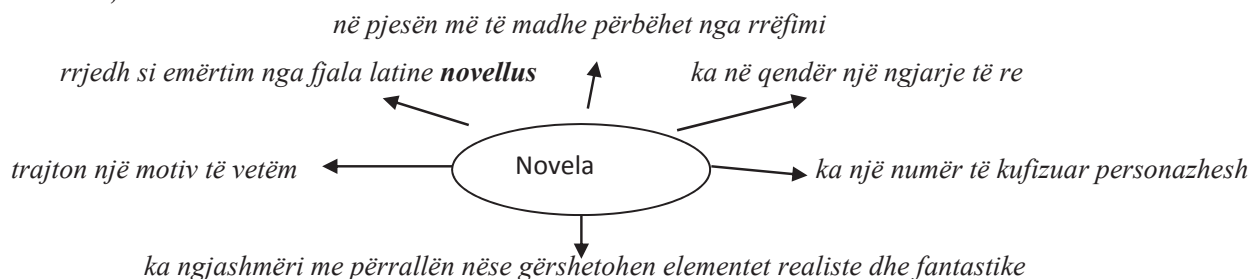 në pjesën më të madhe përbëhet nga rrëfimi
rrjedh si emërtim nga fjala latine novellus
ka në qendër një ngjarje të re
trajton një motiv të vetëm
Novela
ka një numër të kufizuar personazhesh
ka ngjashmëri me përrallën nëse gërshetohen elementet realiste dhe fantastike